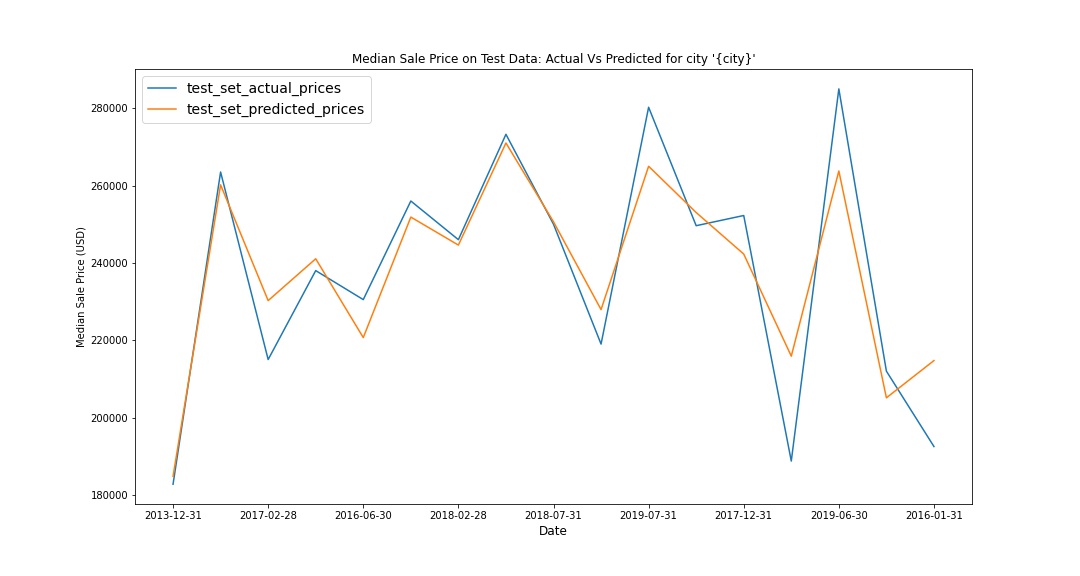 Median Sale Price on Test Data: Actual Vs Predicted for city '{city}'
test_set_actual_prices
test_set_predicted_prices
280000
260000
240000
220000
200000
180000
Median Sale Price (USD)
2013-12-31 2017-02-28 2016-06-30 2018-02-28 2018-07-31 2019-07-31 2017-12-31 2019-06-30 2016-01-31
Date